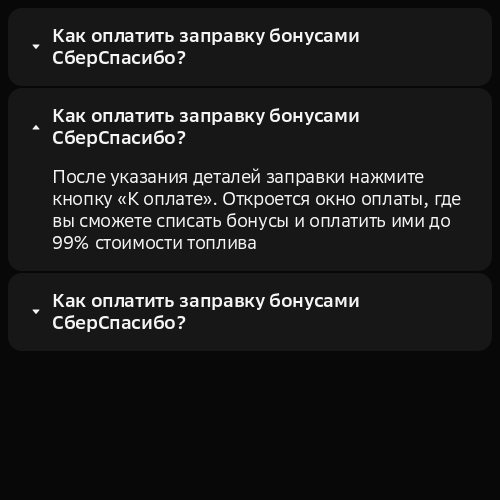 Как оплатить заправку бонусами
СберСпасибо?
Как оплатить заправку бонусами
СберСпасибо?
После указания деталей заправки нажмите
кнопку «К оплате». Откроется окно оплаты, где
вы сможете списать бонусы и оплатить ими до
99% стоимости топлива
Как оплатить заправку бонусами
СберСпасибо?